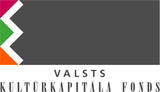 VALSTS
KULTŪRKAPITĀLA FONDS